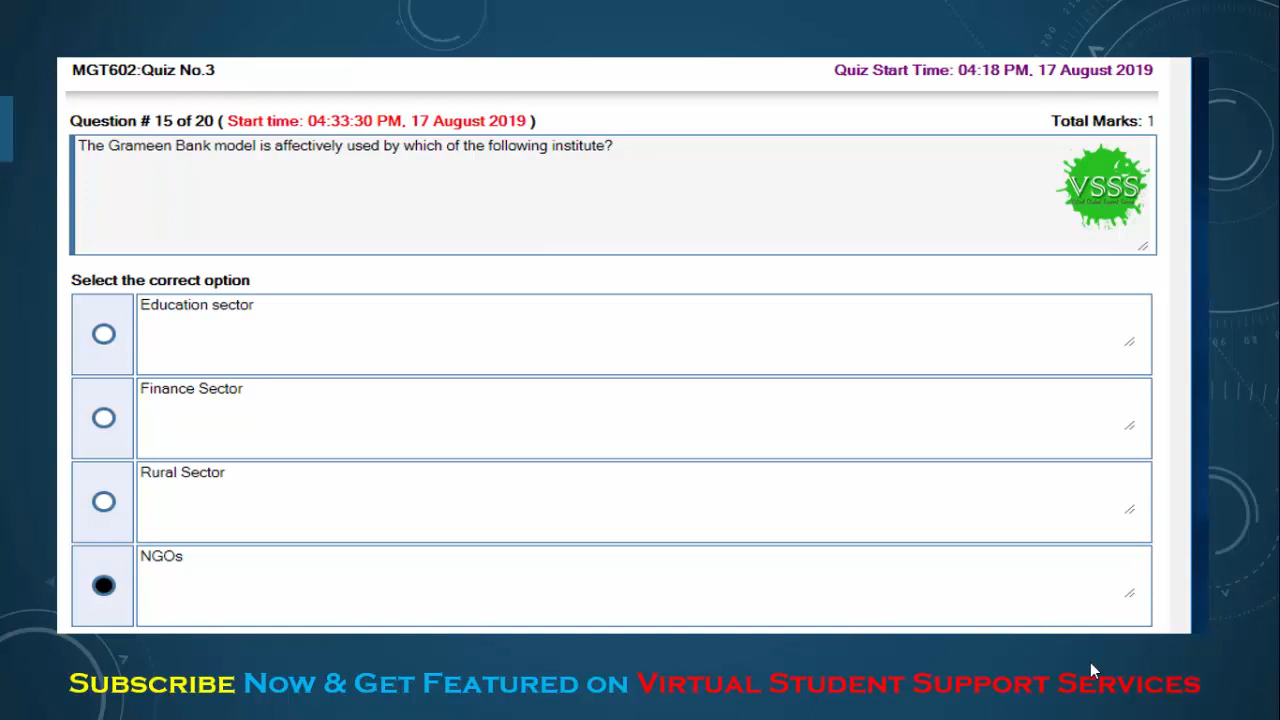 MGT602:Quiz No.3
Quiz Start Time: 04:18 PM, 17 August 2019
Question # 15 of 20 ( Start time: 04:33:30 PM, 17 August 2019 )
Total Marks: 1
The Grameen Bank model is affectively used by which of the following institute?
VSSS
Select the correct option
Education sector
Finance Sector
Rural Sector
NGOs
SUBSCRIBE NOW & GET FEATURED ON VIRTUAL STUDENT SUPPORT SERVICES